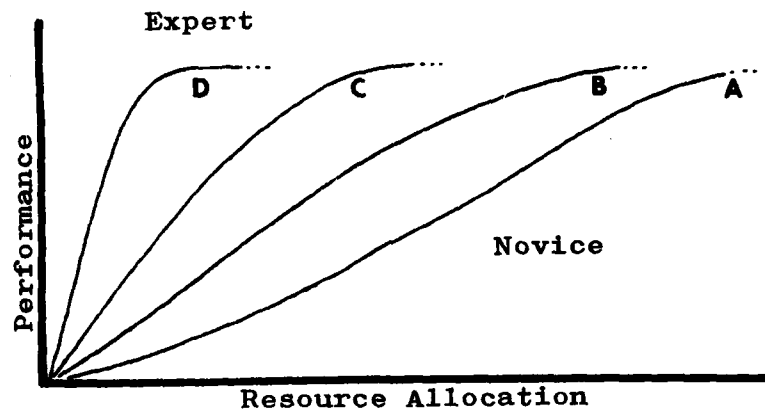 Expert
D
C
B
A
Performance
Novice
Resource Allocation